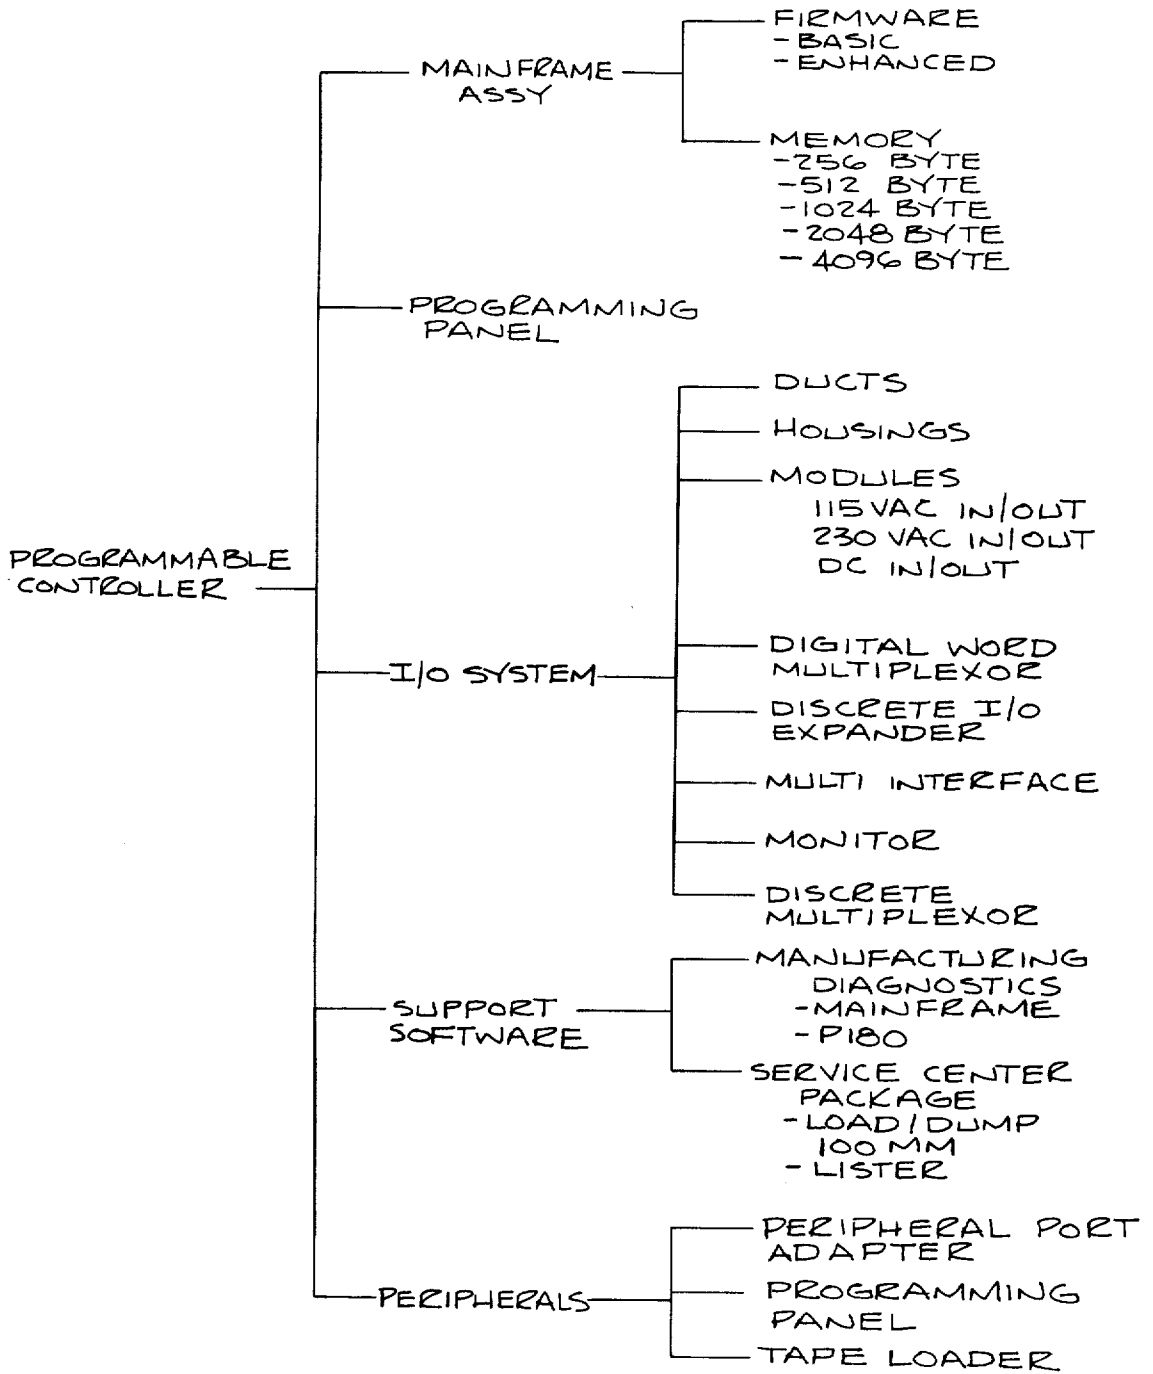 PROGRAMMABLE
CONTROLLER
MAINFRAME
ASSY
FIRMWARE
- BASIC
- ENHANCED
MEMORY
- 256 BYTE
- 512 BYTE
- 1024 BYTE
- 2048 BYTE
- 4096 BYTE
PROGRAMMING
PANEL
I/O SYSTEM
DUCTS
HOUSINGS
MODULES
115 VAC IN/OUT
230 VAC IN/OUT
DC IN/OUT
DIGITAL WORD
MULTIPLEXOR
DISCRETE I/O
EXPANDER
MULTI INTERFACE
MONITOR
DISCRETE
MULTIPLEXOR
SUPPORT
SOFTWARE
MANUFACTURING
DIAGNOSTICS
- MAINFRAME
- P180
SERVICE CENTER
PACKAGE
- LOAD/DUMP
100 MM
- LISTER
PERIPHERALS
PERIPHERAL PORT
ADAPTER
PROGRAMMING
PANEL
TAPE LOADER